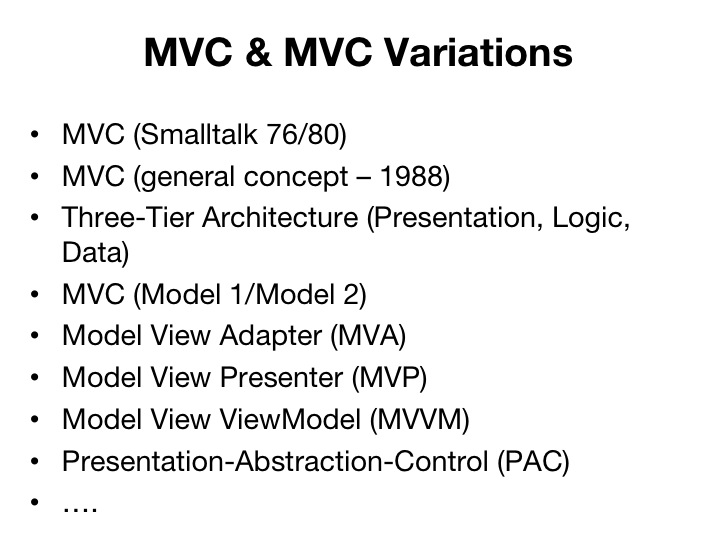 MVC & MVC Variations
• MVC (Smalltalk 76/80)
• MVC (general concept – 1988)
• Three-Tier Architecture (Presentation, Logic,
Data)
• MVC (Model 1/Model 2)
• Model View Adapter (MVA)
• Model View Presenter (MVP)
• Model View ViewModel (MVVM)
• Presentation-Abstraction-Control (PAC)
• ….